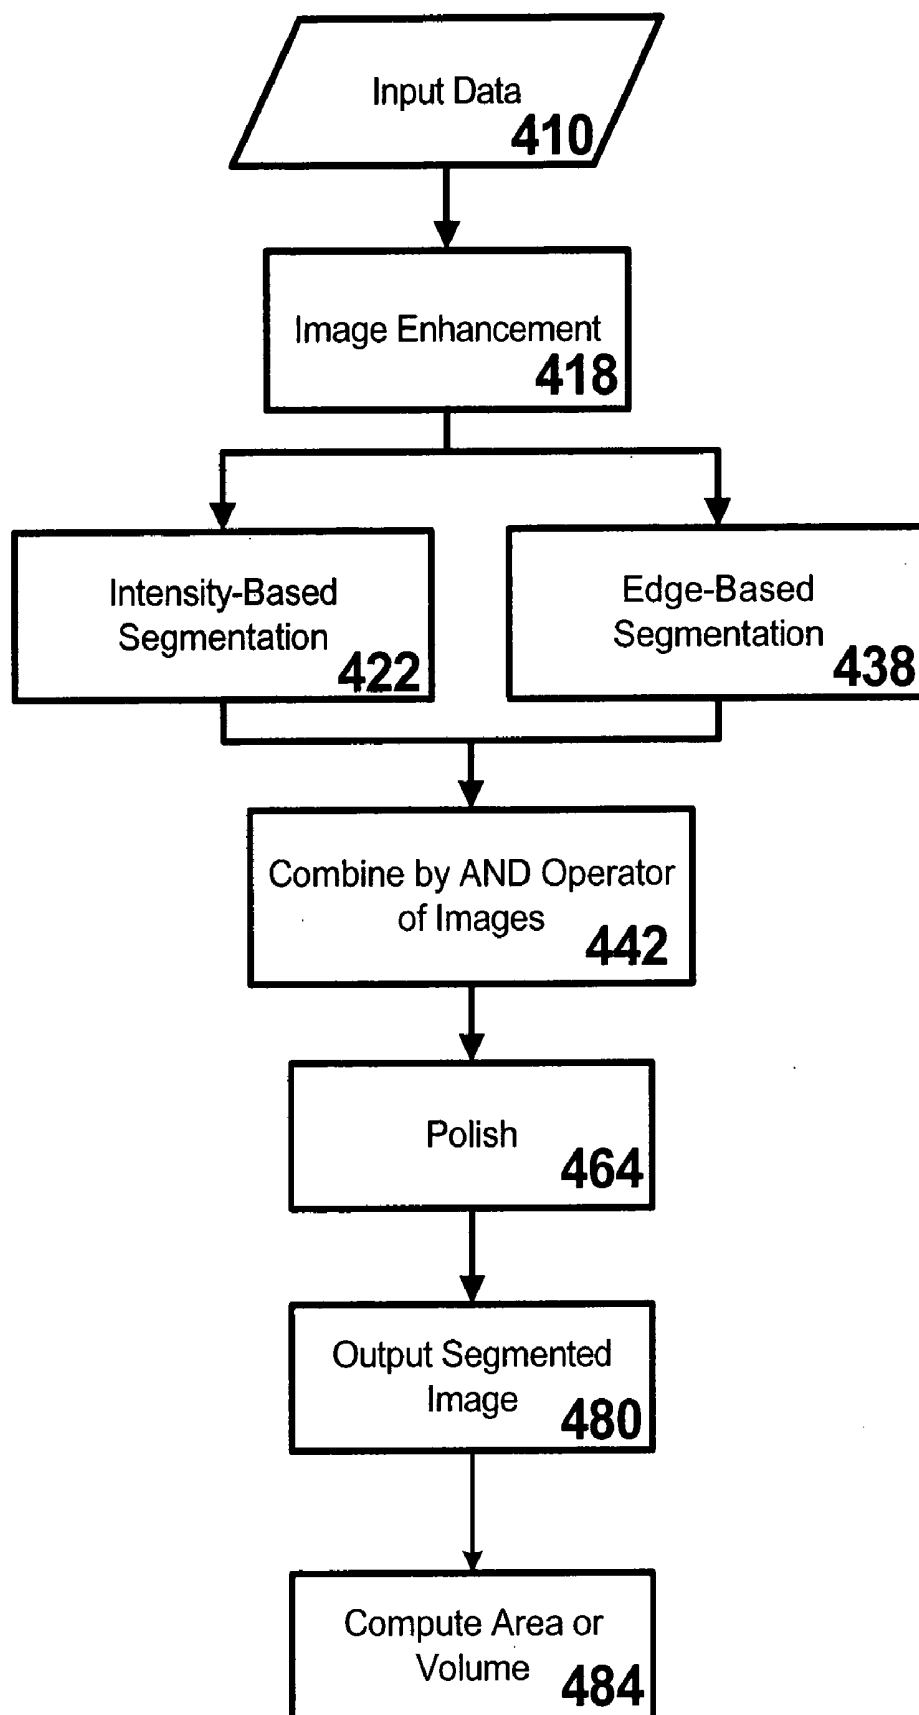 Input Data
410
Image Enhancement
418
Intensity-Based
Segmentation
422
Edge-Based
Segmentation
438
Combine by AND Operator
of Images
442
Polish
464
Output Segmented
Image
480
Compute Area or
Volume
484